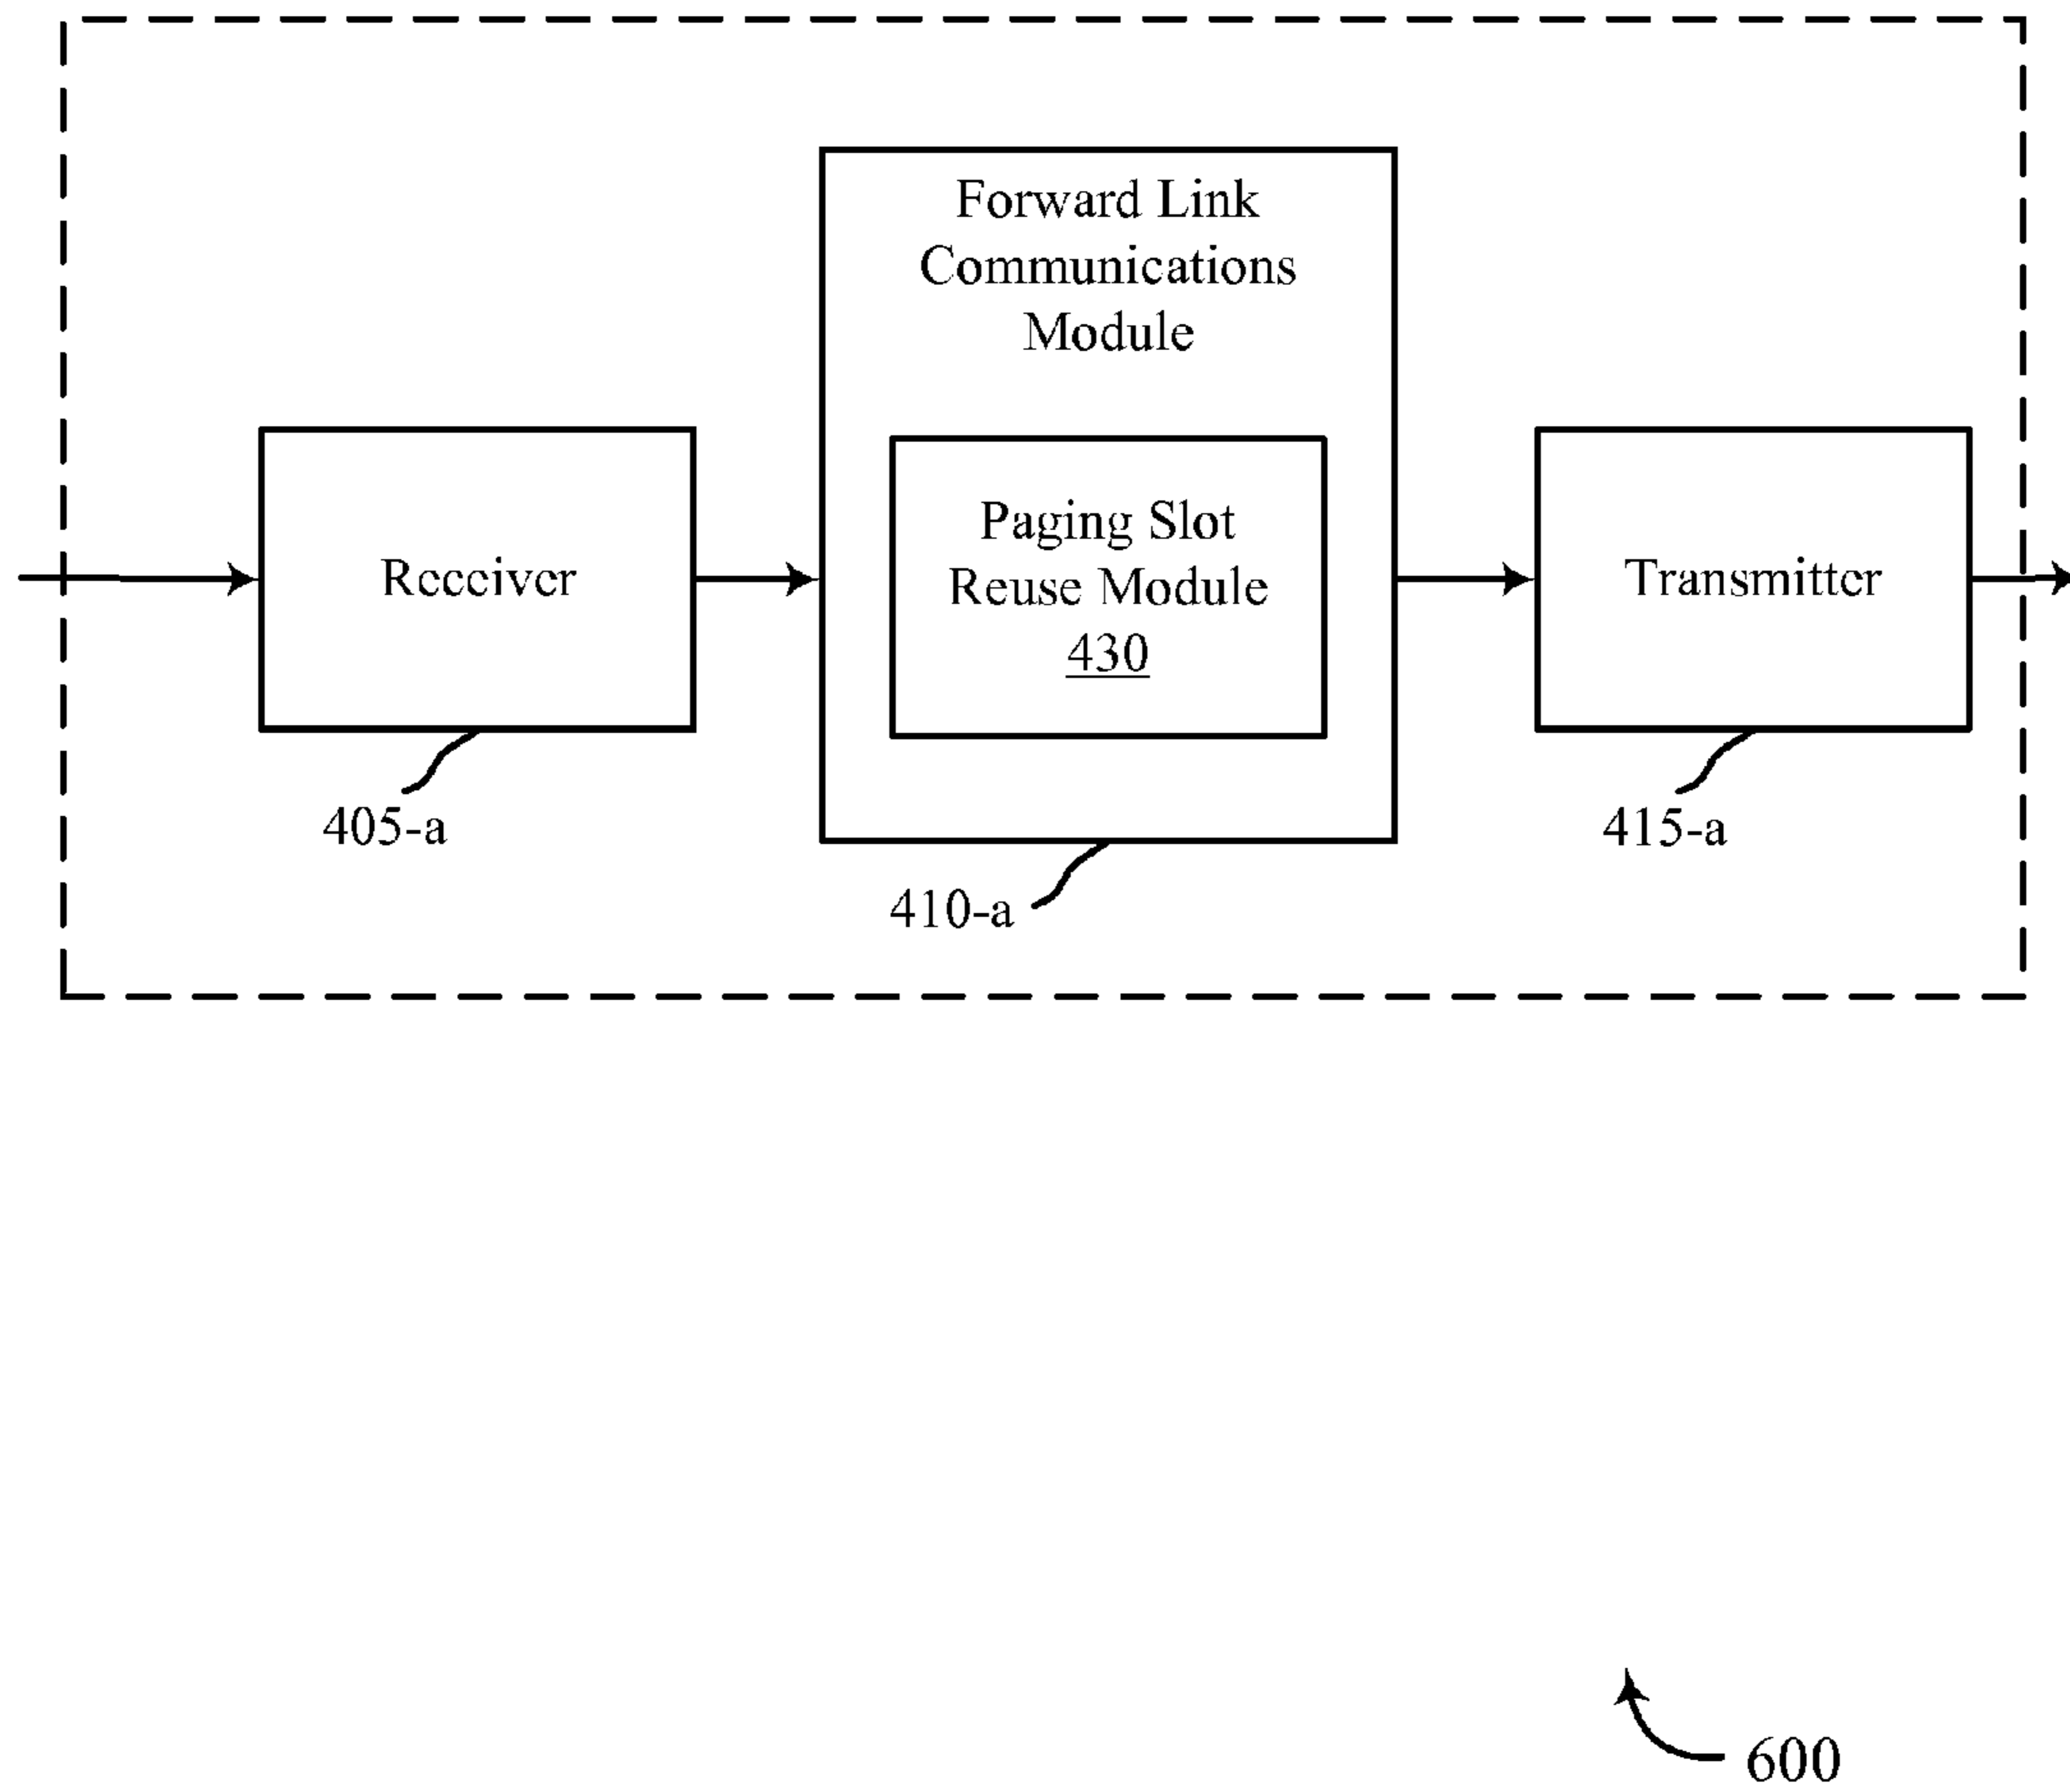 Forward Link
Communications
Module
Receiver
Paging Slot
Reuse Module
430
Transmitter
405-a
415-a
410-a
600